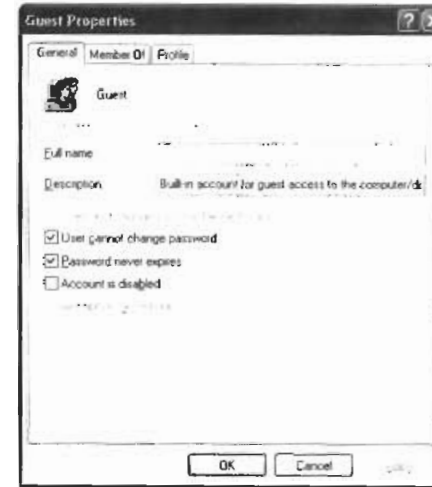 Guest Properties
General Member Of Profile
Guest
Full name
Description Built-in account for guest access to the computer/do
User cannot change password
Password never expires
Account is disabled
OK Cancel